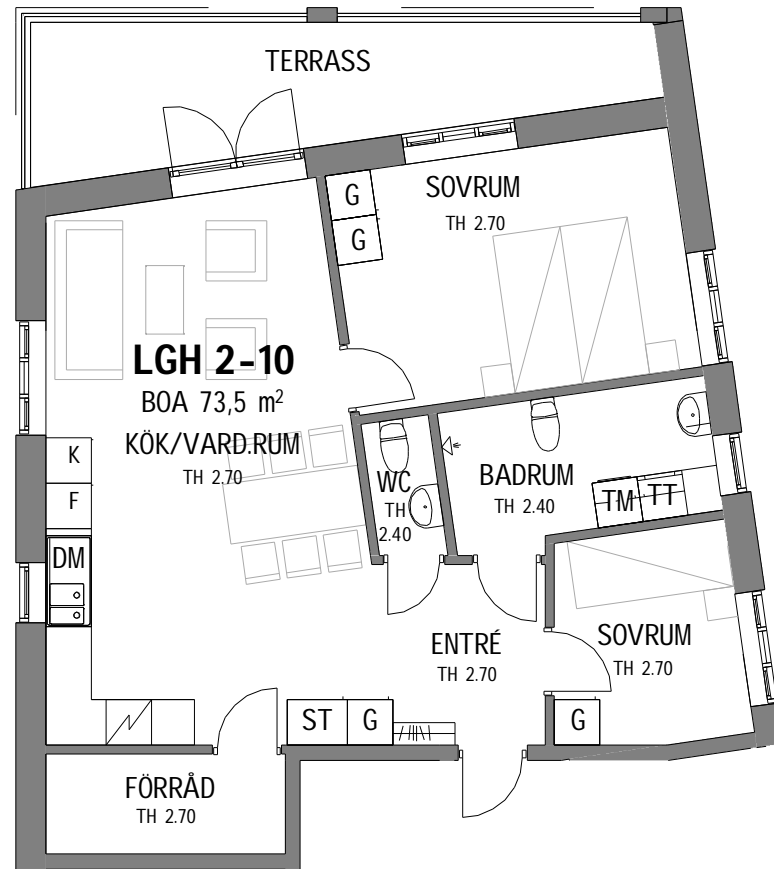 TERRASS
G
G
SOVRUM
TH 2.70
LGH 2-10
BOA 73,5 m²
KÖK/VARD.RUM
TH 2.70
K
F
DM
WC
TH
2.40
BADRUM
TH 2.40
TM
TT
ENTRÉ
TH 2.70
SOVRUM
TH 2.70
ST
G
G
FÖRRÅD
TH 2.70